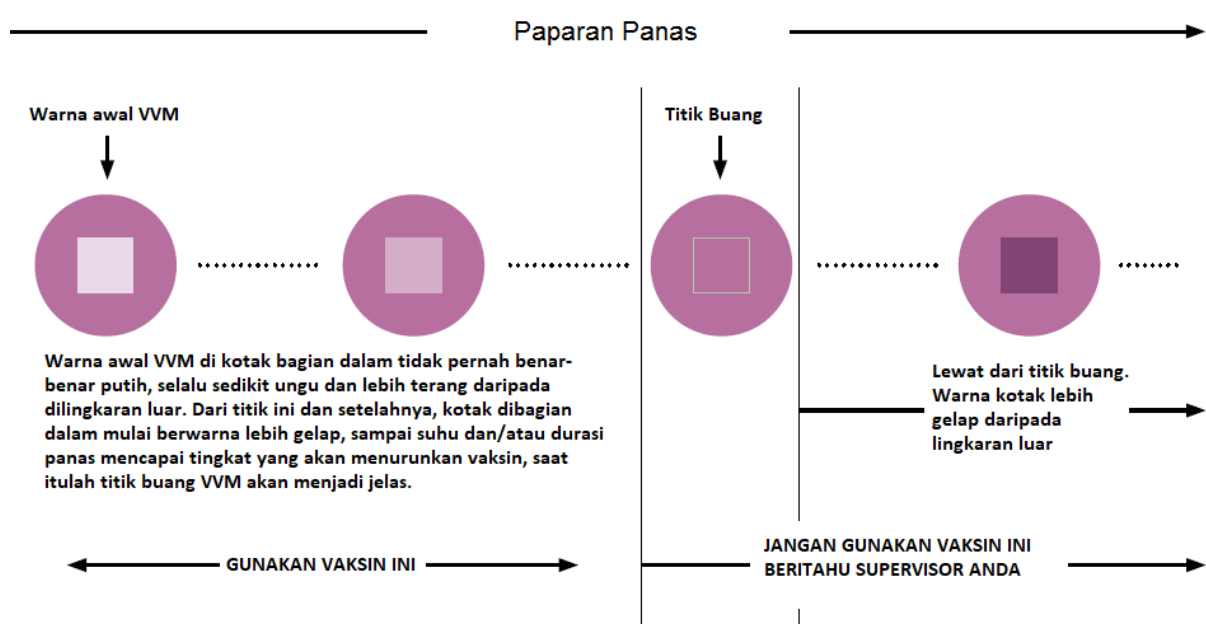 Paparan Panas
Warna awal VVM
Titik Buang
Warna awal VVM di kotak bagian dalam tidak pernah benar-
benar putih, selalu sedikit ungu dan lebih terang daripada
dilingkaran luar. Dari titik ini dan setelahnya, kotak dibagian
dalam mulai berwarna lebih gelap, sampai suhu dan/atau durasi
panas mencapai tingkat yang akan menurunkan vaksin, saat
itulah titik buang VVM akan menjadi jelas.
Lewat dari titik buang.
Warna kotak lebih
gelap daripada
lingkaran luar
GUNAKAN VAKSIN INI
JANGAN GUNAKAN VAKSIN INI
BERITAHU SUPERVISOR ANDA